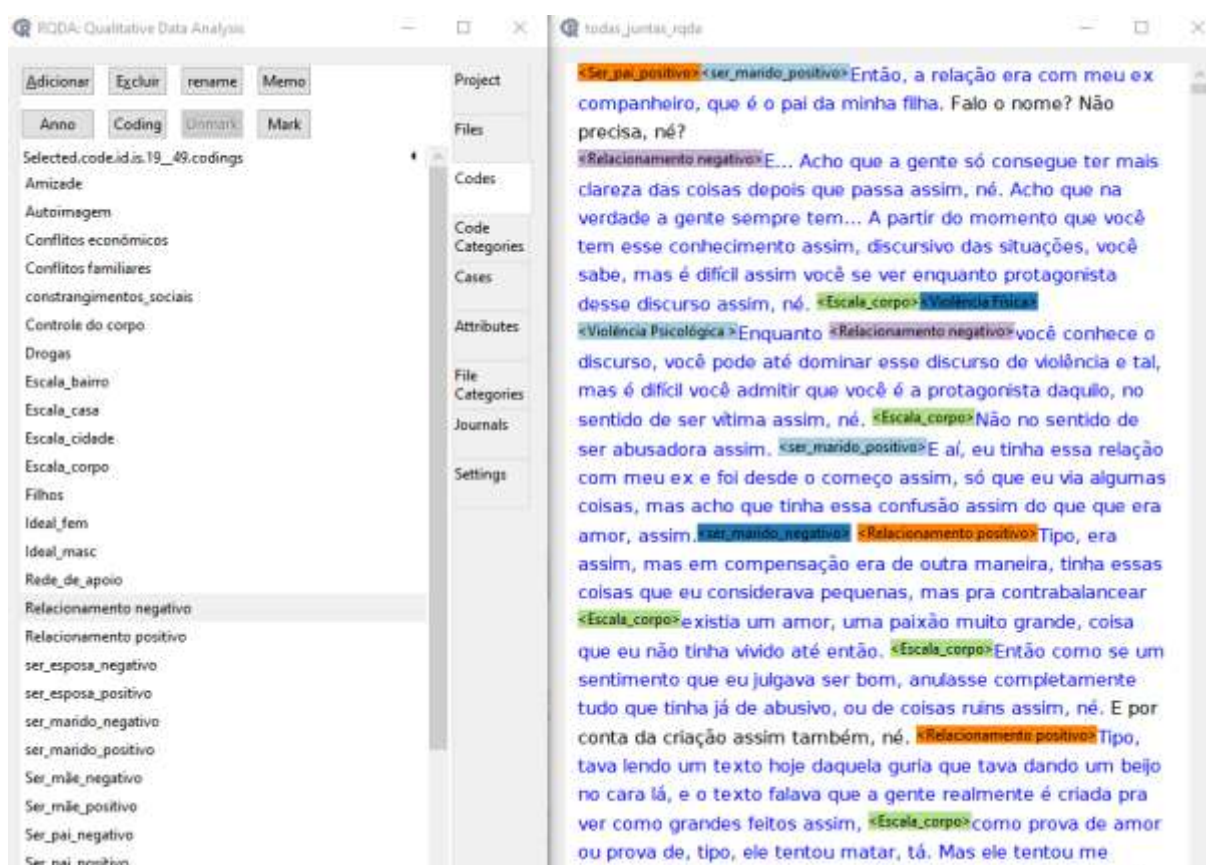 RQDA: Qualitative Data Analysis
Adicionar Excluir rename Memo
Anno Coding Unmark Mark
Selected.code.id.is.19__49.codings
Amizade
Autoimagem
Conflitos econômicos
Conflitos familiares
constrangimentos_sociais
Controle do corpo
Drogas
Escala_bairro
Escala_casa
Escala_cidade
Escala_corpo
Filhos
Ideal_fem
Ideal_masc
Rede_de_apoio
Relacionamento negativo
Relacionamento positivo
ser_esposa_negativo
ser_esposa_positivo
ser_marido_negativo
ser_marido_positivo
Ser_mãe_negativo
Ser_mãe_positivo
Ser_pai_negativo
Ser_pai_positivo
Project
Files
Codes
Code
Categories
Cases
Attributes
File
Categories
Journals
Settings
todas_juntas_rqda
<Ser_pai_positivo><ser_marido_positivo>Então, a relação era com meu ex
companheiro, que é o pai da minha filha. Falo o nome? Não
precisa, né?
<Relacionamento negativo>E... Acho que a gente só consegue ter mais
clareza das coisas depois que passa assim, né. Acho que na
verdade a gente sempre tem... A partir do momento que você
tem esse conhecimento assim, discursivo das situações, você
sabe, mas é difícil assim você se ver enquanto protagonista
desse discurso assim, né. <Escala_corpo><Violência Física>
<Violência Psicológica >Enquanto <Relacionamento negativo>você conhece o
discurso, você pode até dominar esse discurso de violência e tal,
mas é difícil você admitir que você é a protagonista daquilo, no
sentido de ser vítima assim, né. <Escala_corpo>Não no sentido de
ser abusadora assim. <ser_marido_positivo>E aí, eu tinha essa relação
com meu ex e foi desde o começo assim, só que eu via algumas
coisas, mas acho que tinha essa confusão assim do que que era
amor, assim.<ser_marido_negativo> <Relacionamento positivo>Tipo, era
assim, mas em compensação era de outra maneira, tinha essas
coisas que eu considerava pequenas, mas pra contrabalancear
<Escala_corpo>existia um amor, uma paixão muito grande, coisa
que eu não tinha vivido até então. <Escala_corpo>Então como se um
sentimento que eu julgava ser bom, anulasse completamente
tudo que tinha já de abusivo, ou de coisas ruins assim, né. E por
conta da criação assim também, né. <Relacionamento positivo>Tipo,
tava lendo um texto hoje daquela guria que tava dando um beijo
no cara lá, e o texto falava que a gente realmente é criada pra
ver como grandes feitos assim, <Escala_corpo>como prova de amor
ou prova de, tipo, ele tentou matar, tá. Mas ele tentou me